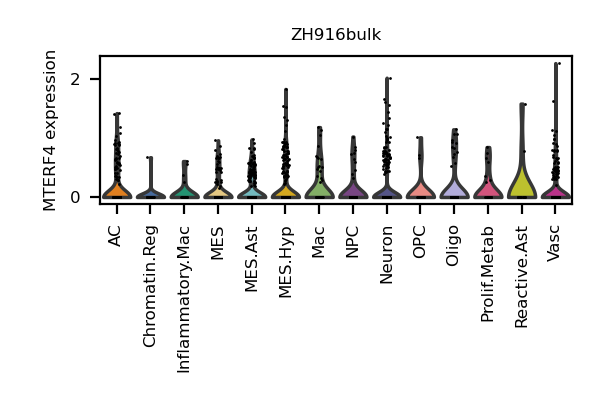 ZH916bulk
MTERF4 expression
2
0
AC
Chromatin.Reg
Inflammatory.Mac
MES
MES.Ast
MES.Hyp
Mac
NPC
Neuron
OPC
Oligo
Prolif.Metab
Reactive.Ast
Vasc